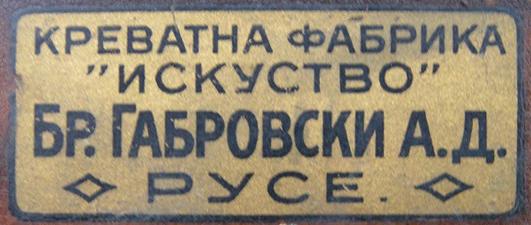 КРЕВАТНА ФАБРИКА
"ИСКУСТВО"
БР. ГАБРОВСКИ А.Д.
РУСЕ.